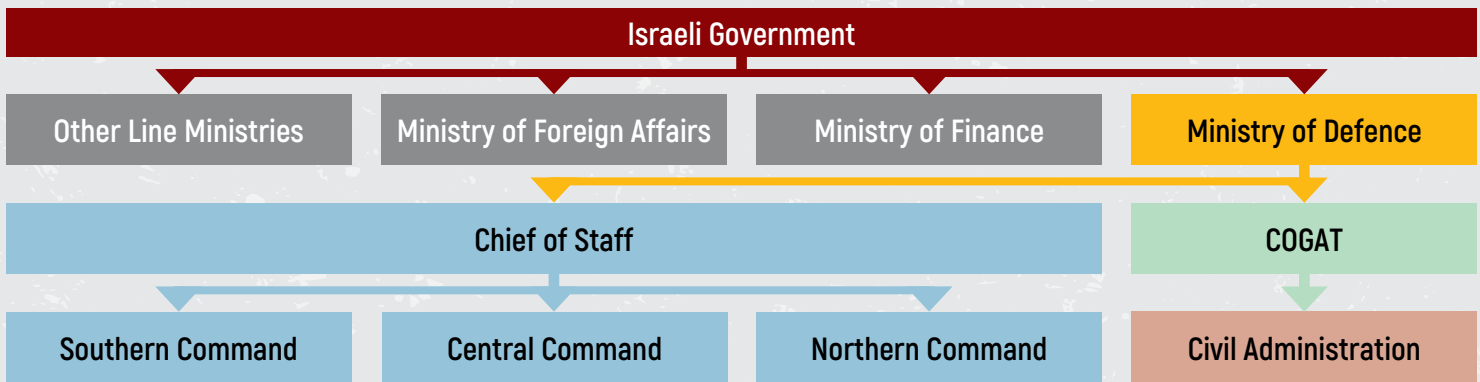 Israeli Government
Other Line Ministries
Ministry of Foreign Affairs
Ministry of Finance
Ministry of Defence
Chief of Staff
COGAT
Southern Command
Central Command
Northern Command
Civil Administration